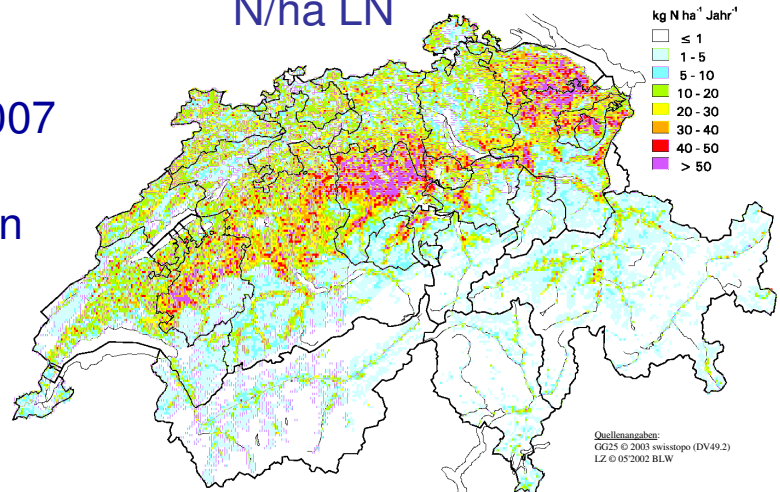 N/ha LN
007
n
kg N ha⁻¹ Jahr⁻¹
≤ 1
1 - 5
5 - 10
10 - 20
20 - 30
30 - 40
40 - 50
> 50
Quellenangaben:
GG25 © 2003 swisstopo (DV49.2)
LZ © 05'2002 BLW